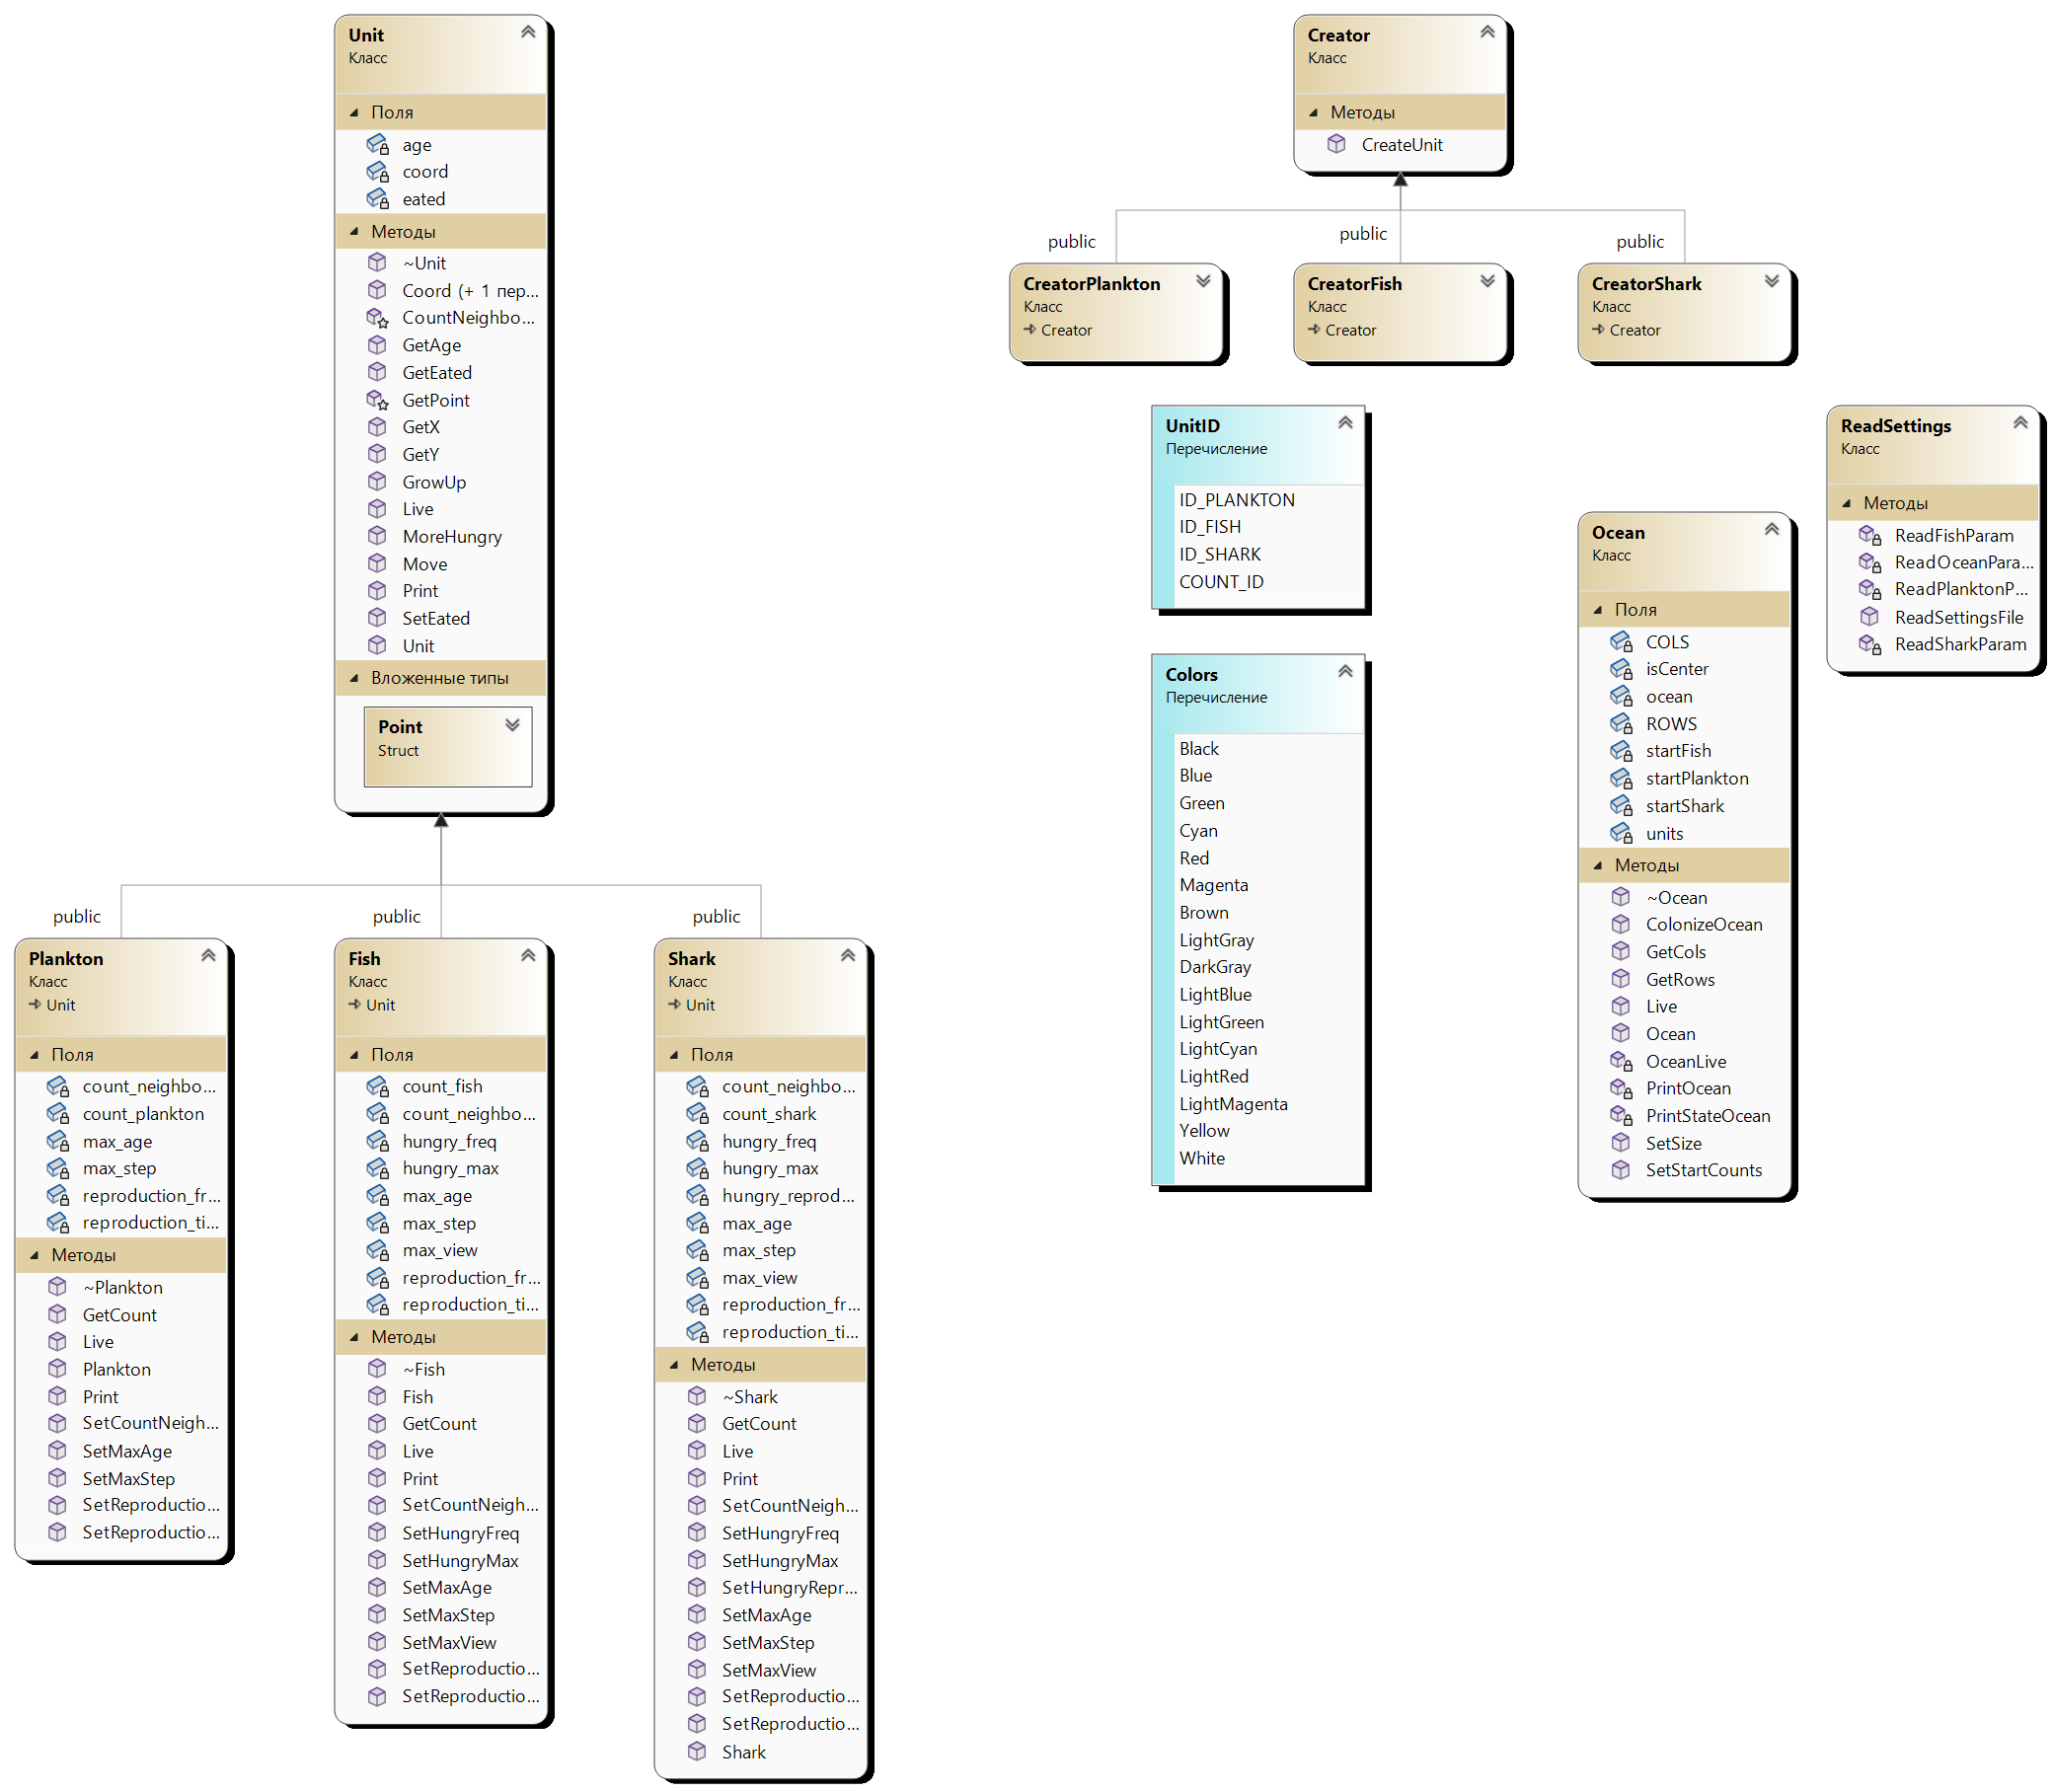 Unit
Класс
Поля
age
coord
eated
Методы
~Unit
Coord (+ 1 пер...
CountNeighbo...
GetAge
GetEated
GetPoint
GetX
GetY
GrowUp
Live
MoreHungry
Move
Print
SetEated
Unit
Вложенные типы
Point
Struct
public
public
public
Plankton
Класс
Unit
Поля
count_neighbo...
count_plankton
max_age
max_step
reproduction_fr...
reproduction_ti...
Методы
~Plankton
GetCount
Live
Plankton
Print
SetCountNeigh...
SetMaxAge
SetMaxStep
SetReproductio...
SetReproductio...
Fish
Класс
Unit
Поля
count_fish
count_neighbo...
hungry_freq
hungry_max
max_age
max_step
max_view
reproduction_fr...
reproduction_ti...
Методы
~Fish
Fish
GetCount
Live
Print
SetCountNeigh...
SetHungryFreq
SetHungryMax
SetMaxAge
SetMaxStep
SetMaxView
SetReproductio...
SetReproductio...
Shark
Класс
Unit
Поля
count_neighbo...
count_shark
hungry_freq
hungry_max
hungry_reprod...
max_age
max_step
max_view
reproduction_fr...
reproduction_ti...
Методы
~Shark
GetCount
Live
Print
SetCountNeigh...
SetHungryFreq
SetHungryMax
SetHungryRepr...
SetMaxAge
SetMaxStep
SetMaxView
SetReproductio...
SetReproductio...
Shark
Creator
Класс
Методы
CreateUnit
public
public
public
CreatorPlankton
Класс
Creator
CreatorFish
Класс
Creator
CreatorShark
Класс
Creator
UnitID
Перечисление
ID_PLANKTON
ID_FISH
ID_SHARK
COUNT_ID
Colors
Перечисление
Black
Blue
Green
Cyan
Red
Magenta
Brown
LightGray
DarkGray
LightBlue
LightGreen
LightCyan
LightRed
LightMagenta
Yellow
White
Ocean
Класс
Поля
COLS
isCenter
ocean
ROWS
startFish
startPlankton
startShark
units
Методы
~Ocean
ColonizeOcean
GetCols
GetRows
Live
Ocean
OceanLive
PrintOcean
PrintStateOcean
SetSize
SetStartCounts
ReadSettings
Класс
Методы
ReadFishParam
ReadOceanPara...
ReadPlanktonP...
ReadSettingsFile
ReadSharkParam